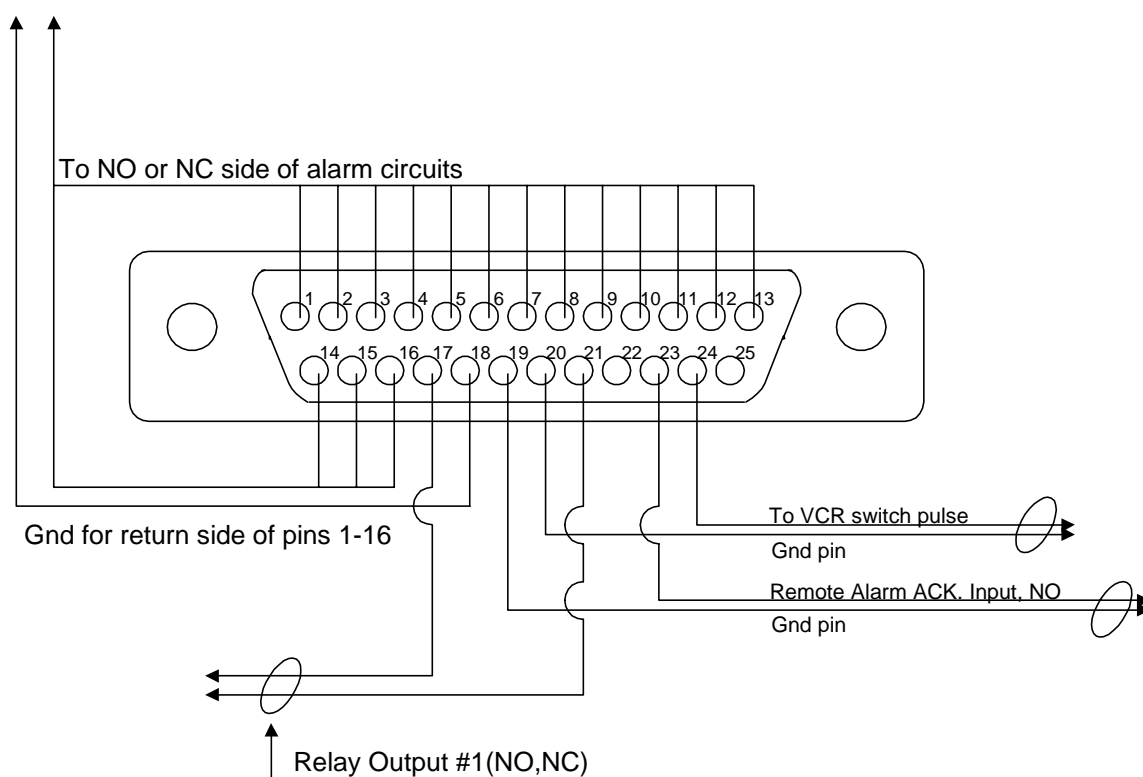 To NO or NC side of alarm circuits
1 2 3 4 5 6 7 8 9 10 11 12 13
14 15 16 17 18 19 20 21 22 23 24 25
To VCR switch pulse
Gnd for return side of pins 1-16
Gnd pin
Remote Alarm ACK. Input, NO
Gnd pin
Relay Output #1(NO,NC)